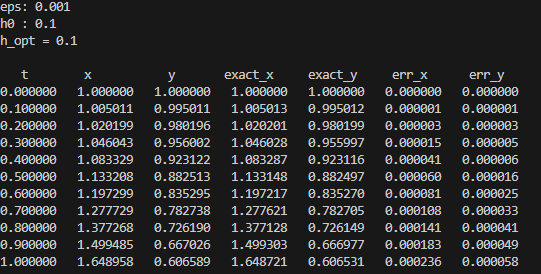 eps: 0.001
h0 : 0.1
h_opt = 0.1
t x y exact_x exact_y err_x err_y
0.000000 1.000000 1.000000 1.000000 1.000000 0.000000 0.000000
0.100000 1.005011 0.995011 1.005013 0.995012 0.000001 0.000001
0.200000 1.020199 0.980196 1.020201 0.980199 0.000003 0.000003
0.300000 1.046043 0.956002 1.046028 0.955997 0.000015 0.000005
0.400000 1.083329 0.923122 1.083287 0.923116 0.000041 0.000006
0.500000 1.133208 0.882513 1.133148 0.882497 0.000060 0.000016
0.600000 1.197299 0.835295 1.197217 0.835270 0.000081 0.000025
0.700000 1.277729 0.782738 1.277621 0.782705 0.000108 0.000033
0.800000 1.377268 0.726190 1.377128 0.726149 0.000141 0.000041
0.900000 1.499485 0.667026 1.499303 0.666977 0.000183 0.000049
1.000000 1.648958 0.606589 1.648721 0.606531 0.000236 0.000058